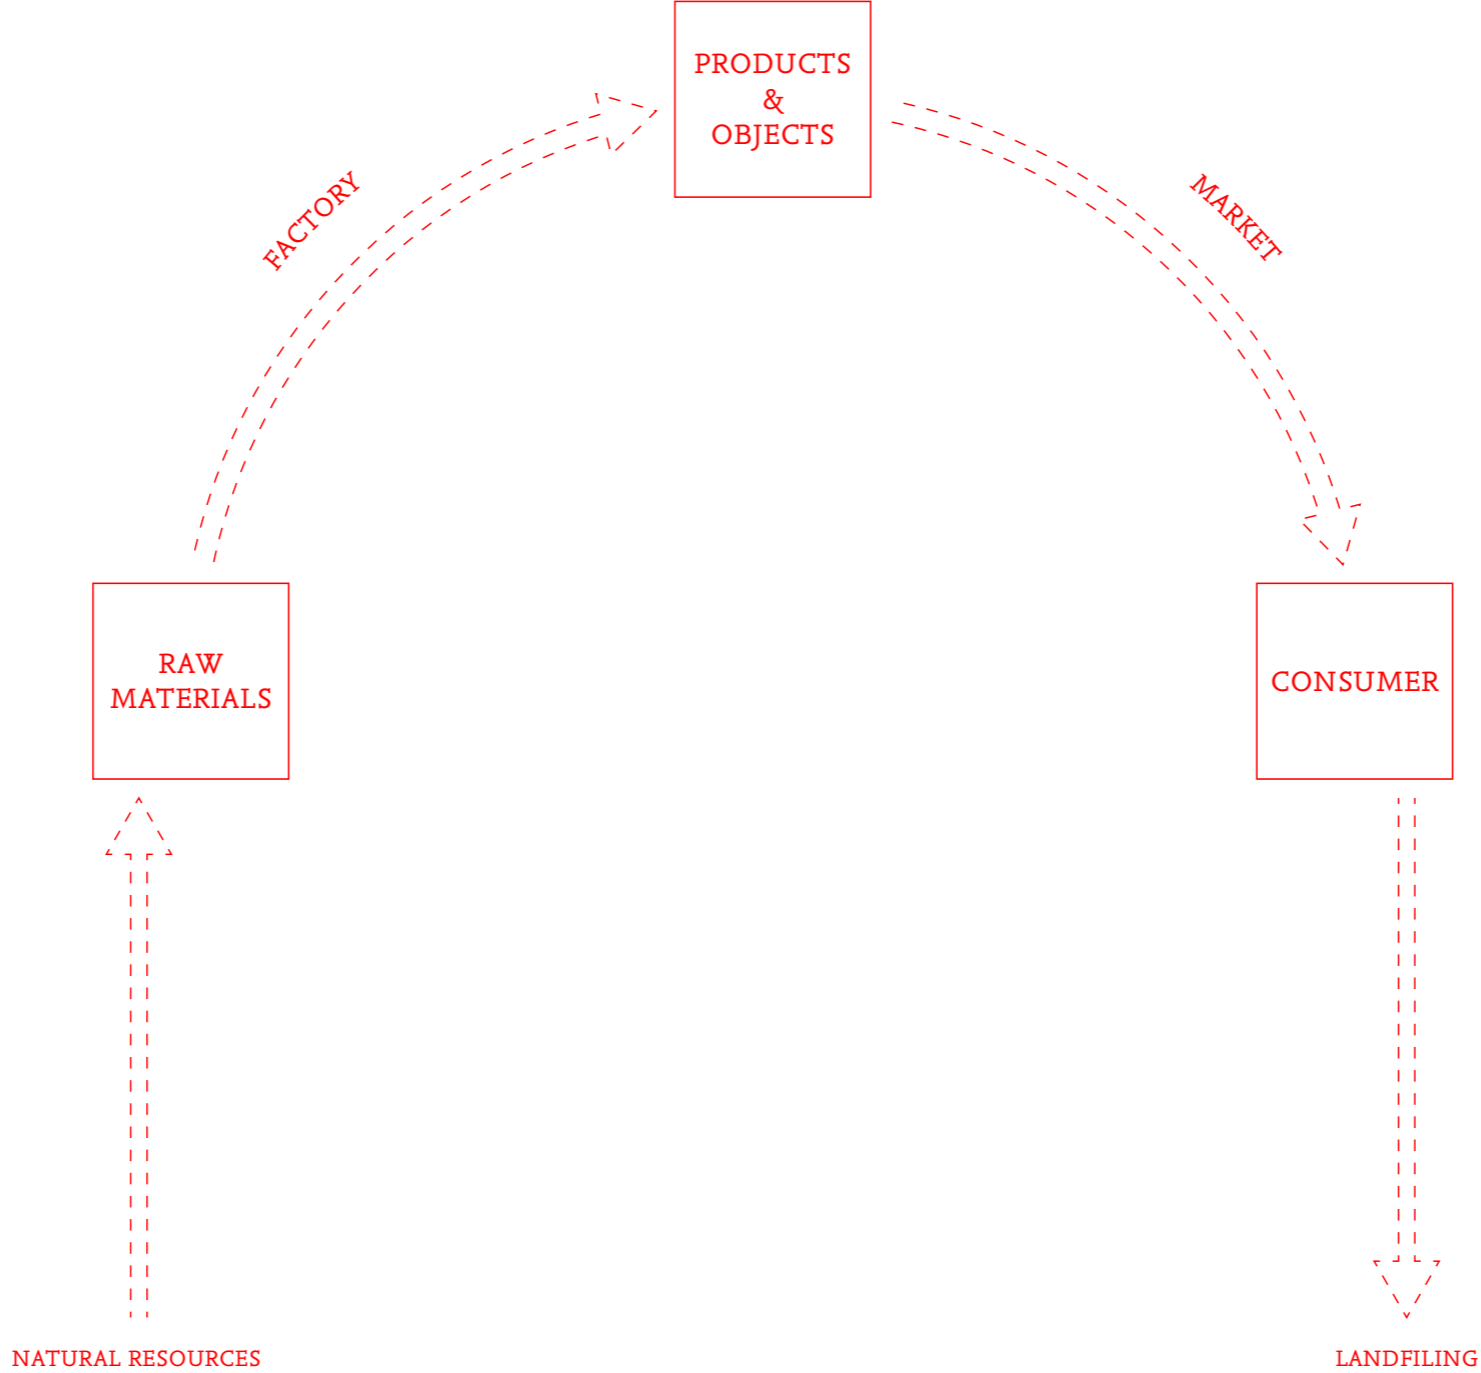 PRODUCTS
&
OBJECTS
FACTORY
MARKET
RAW
MATERIALS
CONSUMER
NATURAL RESOURCES
LANDFILING